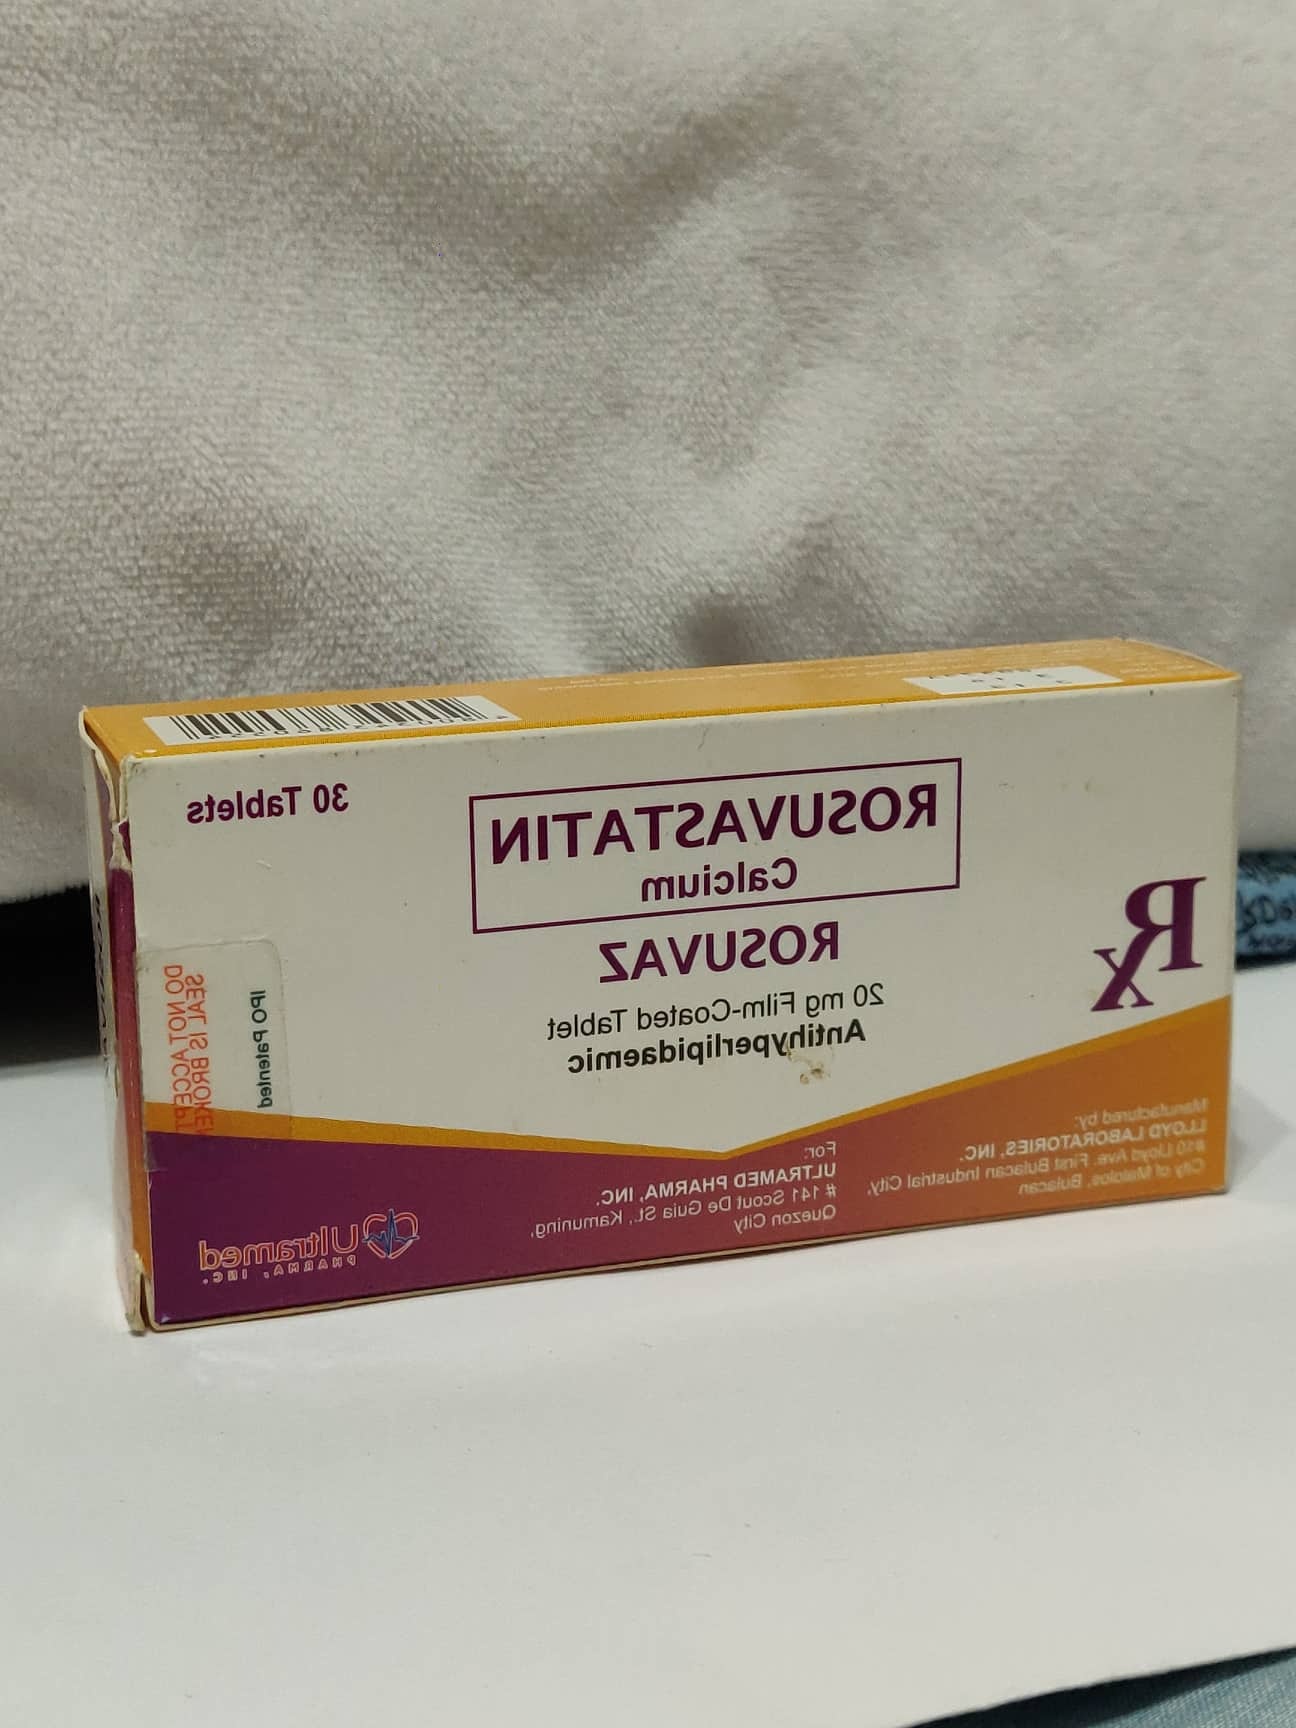 30 Tablets
ROSUVASTATIN
Calcium
ROSUVAZ
20 mg Film-Coated Tablet
Antihyperlipidaemic
Rx
IPO Patented
SEAL IS BROKEN
DO NOT ACCEPT
Manufactured by:
LLOYD LABORATORIES, INC.
#10 Lloyd Ave. First Bulacan Industrial City,
City of Malolos, Bulacan
For:
ULTRAMED PHARMA, INC.
# 141 Scout De Guia St., Kamuning,
Quezon City
Ultramed
PHARMA, INC.